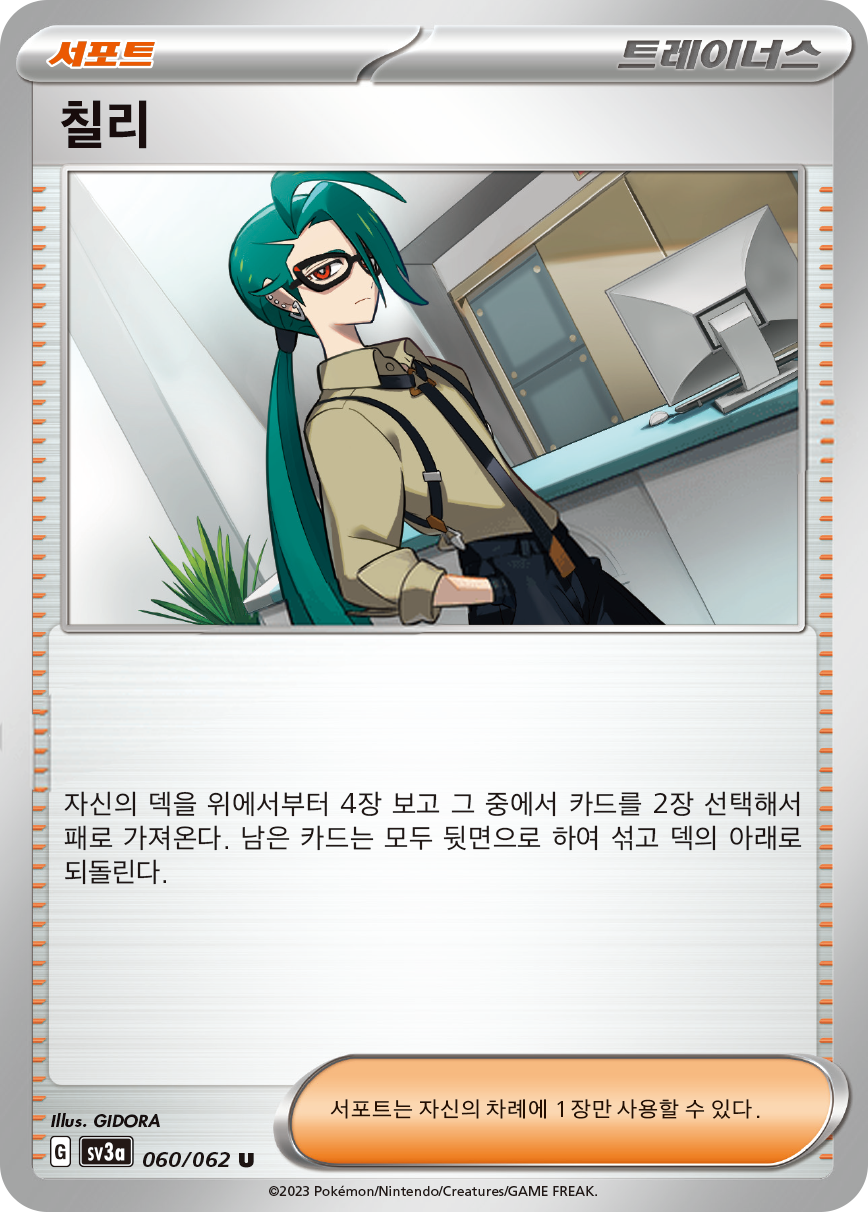 서포트 트레이너스
칠리
자신의 덱을 위에서부터 4장 보고 그 중에서 카드를 2장 선택해서
패로 가져온다. 남은 카드는 모두 뒷면으로 하여 섞고 덱의 아래로
되돌린다.
서포트는 자신의 차례에 1장만 사용할 수 있다.
Illus. GIDORA
G SV3a 060/062 U
©2023 Pokémon/Nintendo/Creatures/GAME FREAK.